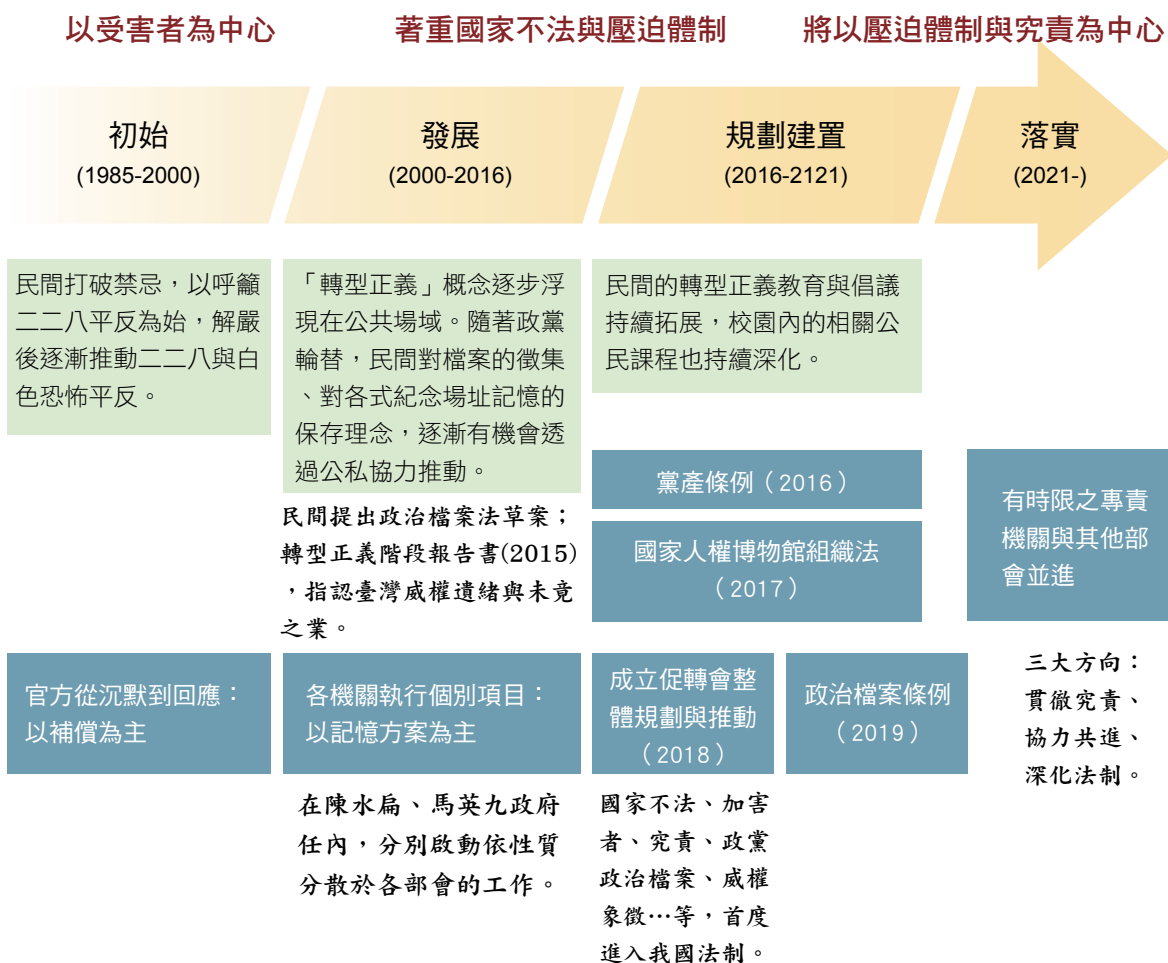 以受害者為中心
著重國家不法與壓迫體制
將以壓迫體制與究責為中心
初始
(1985-2000)
發展
(2000-2016)
規劃建置
(2016-2121)
落實
(2021-)
民間打破禁忌，以呼籲
二二八平反為始，解嚴
後逐漸推動二二八與白
色恐怖平反。
「轉型正義」概念逐步浮
現在公共場域。隨著政黨
輪替，民間對檔案的徵集
、對各式紀念場址記憶的
保存理念，逐漸有機會透
過公私協力推動。
民間提出政治檔案法草案；
轉型正義階段報告書(2015)
，指認臺灣威權遺緒與未竟
之業。
民間的轉型正義教育與倡議
持續拓展，校園內的相關公
民課程也持續深化。
黨產條例（2016）
國家人權博物館組織法
（2017）
有時限之專責
機關與其他部
會並進
官方從沉默到回應：
以補償為主
各機關執行個別項目：
以記憶方案為主
成立促轉會整
體規劃與推動
（2018）
政治檔案條例
（2019）
三大方向：
貫徹究責、
協力共進、
深化法制。
在陳水扁、馬英九政府
任內，分別啟動依性質
分散於各部會的工作。
國家不法、加害
者、究責、政黨
政治檔案、威權
象徵…等，首度
進入我國法制。